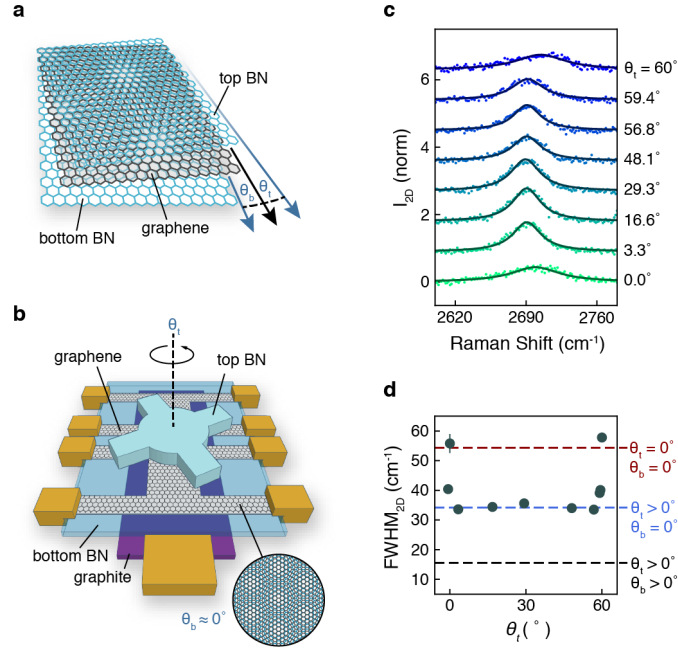 a
top BN
θb θt
graphene
bottom BN
b
θt
graphene
top BN
bottom BN
graphite
θb ≈ 0°
c
I2D (norm)
6
4
2
0
θt = 60°
59.4°
56.8°
48.1°
29.3°
16.6°
3.3°
0.0°
2620 2690 2760
Raman Shift (cm-1)
d
FWHM2D (cm-1)
60
50
40
30
20
10
θt = 0°
θb = 0°
θt > 0°
θb = 0°
θt > 0°
θb > 0°
0 30 60
θt(°)